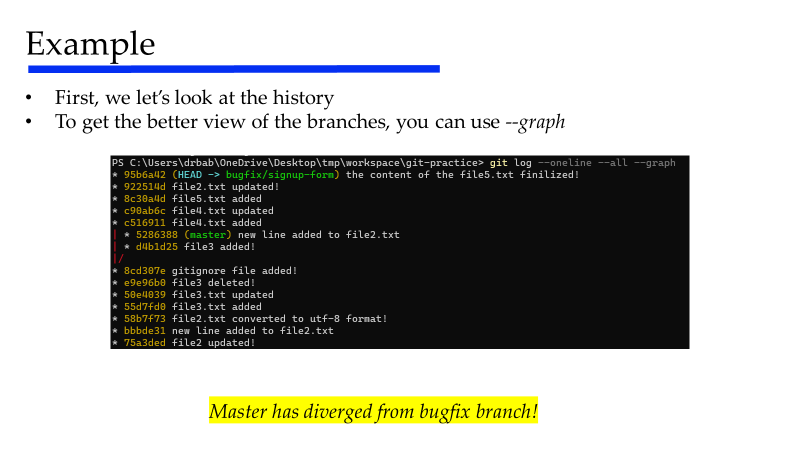 Example
• First, we let's look at the history
• To get the better view of the branches, you can use --graph
PS C:\Users\drbab\OneDrive\Desktop\tmp\workspace\git-practice> git log --oneline --all --graph
* 95b6a42 (HEAD -> bugfix/signup-form) the content of the file5.txt finilized!
* 922514d file2.txt updated!
* 8c30a4d file5.txt added
* c90ab6c file4.txt updated
* c516911 file4.txt added
| * 5286388 (master) new line added to file2.txt
| * d4b1d25 file3 added!
|/
* 8cd307e gitignore file added!
* e9e96b0 file3 deleted!
* 50e4039 file3.txt updated
* 55d7fd0 file3.txt added
* 58b7f73 file2.txt converted to utf-8 format!
* bbbde31 new line added to file2.txt
* 75a3ded file2 updated!
Master has diverged from bugfix branch!